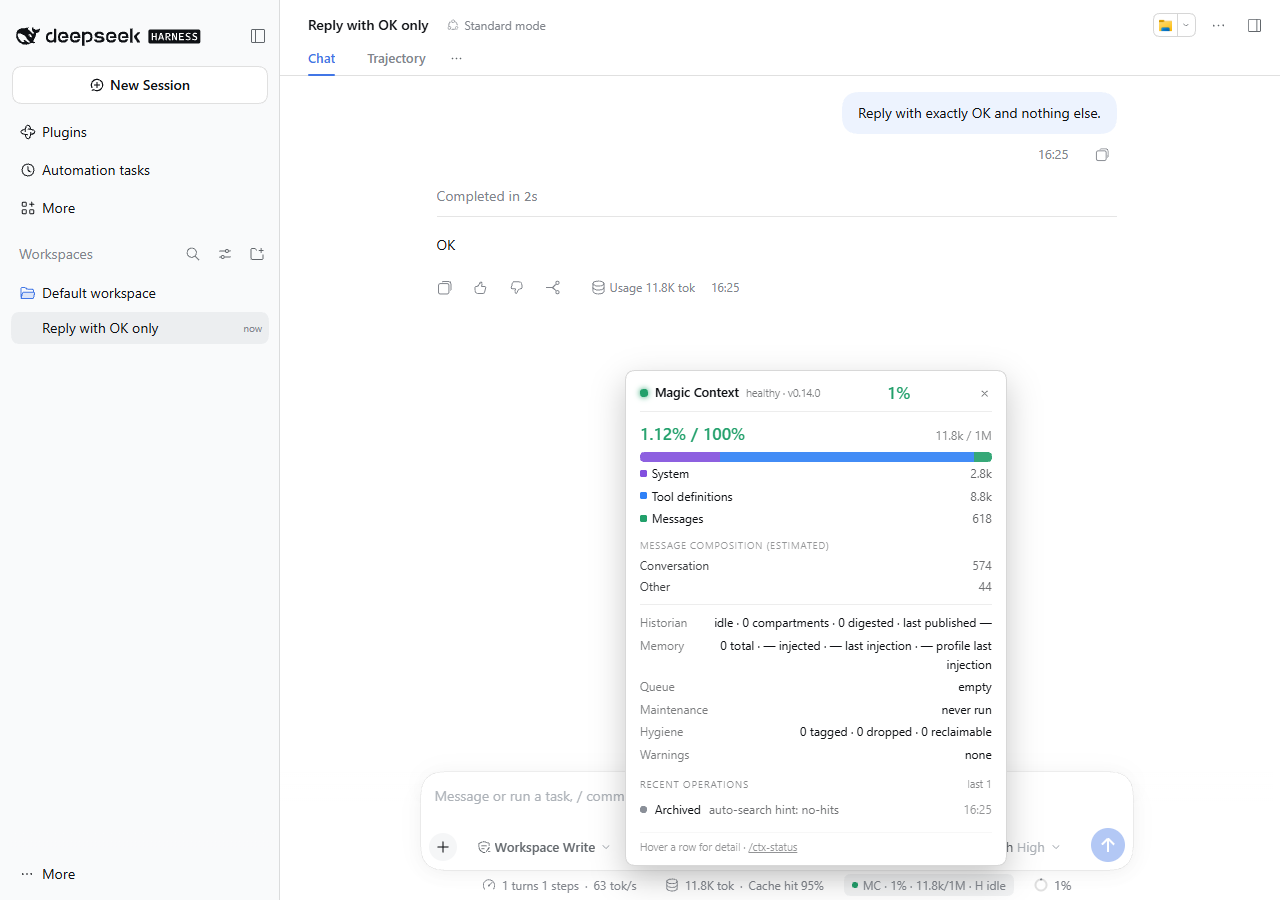 deepseek HARNESS
New Session
Plugins
Automation tasks
More
Workspaces
Default workspace
Reply with OK only
now
More
Reply with OK only
Standard mode
Chat
Trajectory
Reply with exactly OK and nothing else.
16:25
Completed in 2s
OK
Usage 11.8K tok
16:25
Magic Context healthy · v0.14.0 1% ×
1.12% / 100% 11.8k / 1M
System 2.8k
Tool definitions 8.8k
Messages 618
MESSAGE COMPOSITION (ESTIMATED)
Conversation 574
Other 44
Historian idle · 0 compartments · 0 digested · last published —
Memory 0 total · — injected · — last injection · — profile last
injection
Queue empty
Maintenance never run
Hygiene 0 tagged · 0 dropped · 0 reclaimable
Warnings none
RECENT OPERATIONS last 1
Archived auto-search hint: no-hits 16:25
Hover a row for detail · /ctx-status
Message or run a task, / comm
Workspace Write
High
1 turns 1 steps · 63 tok/s
11.8K tok · Cache hit 95%
MC · 1% · 11.8k/1M · H idle
1%